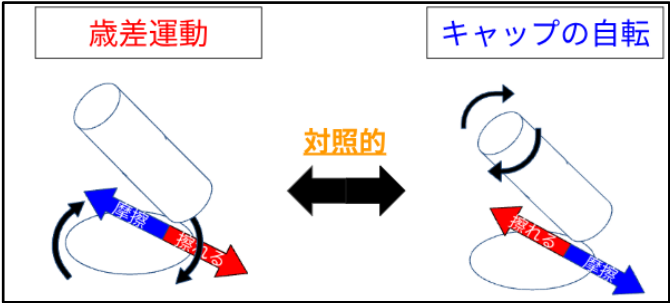 歳差運動
キャップの自転
対照的
摩擦
擦れる
擦れる
摩擦